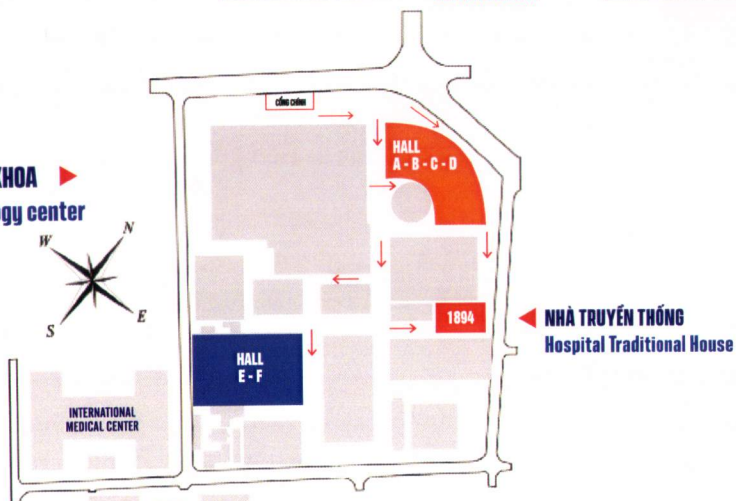 CỔNG CHÍNH
HALL
A - B - C - D
KHOA
gy center
W
N
S
E
1894
NHÀ TRUYỀN THỐNG
Hospital Traditional House
HALL
E - F
INTERNATIONAL
MEDICAL CENTER